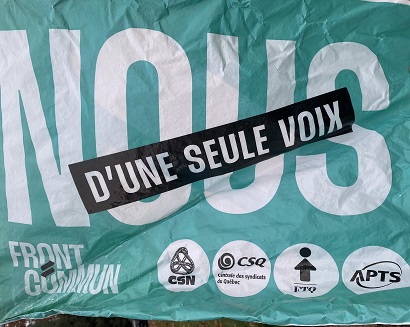 NOUS
D'UNE SEULE VOIX
FRONT
COMMUN
CSN
CSQ
Centrale des syndicats
du Québec
FTQ
APTS